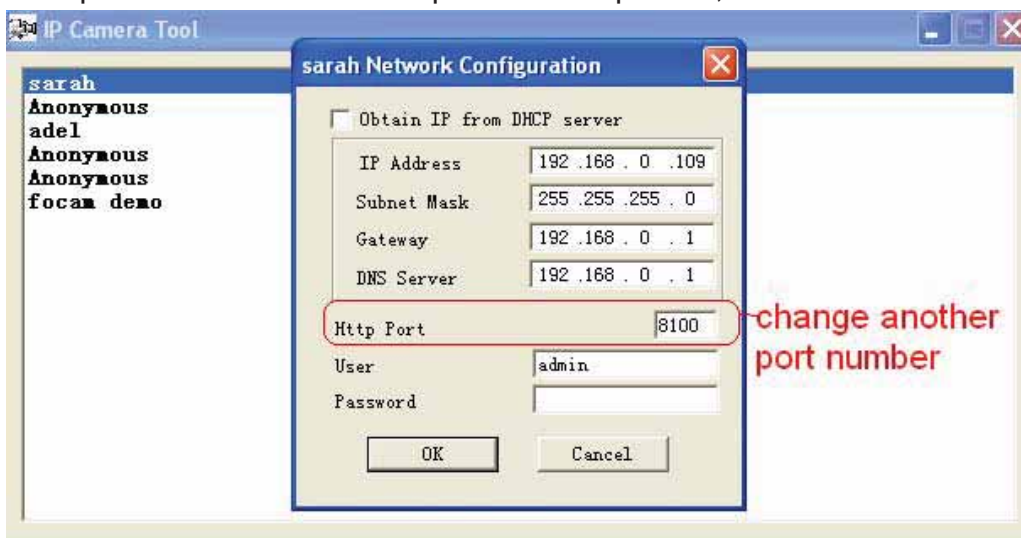 IP Camera Tool
sarah
Anonymous
adel
Anonymous
Anonymous
focam demo
sarah Network Configuration
Obtain IP from DHCP server
IP Address 192 .168 . 0 .109
Subnet Mask 255 .255 .255 . 0
Gateway 192 .168 . 0 . 1
DNS Server 192 .168 . 0 . 1
Http Port 8100
User admin
Password
OK Cancel
change another
port number